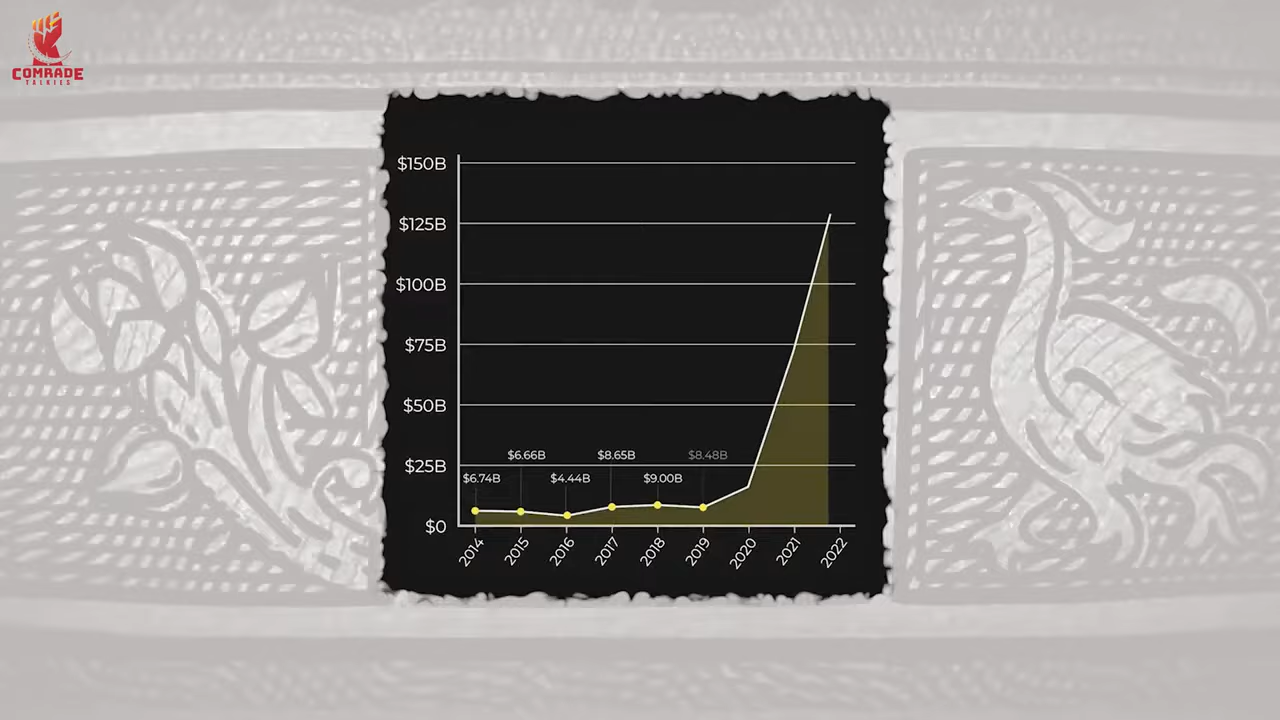 COMRADE
TALKIES
$150B
$125B
$100B
$75B
$50B
$25B
$0
$6.66B
$8.65B
$8.48B
$6.74B
$4.44B
$9.00B
2014
2015
2016
2017
2018
2019
2020
2021
2022